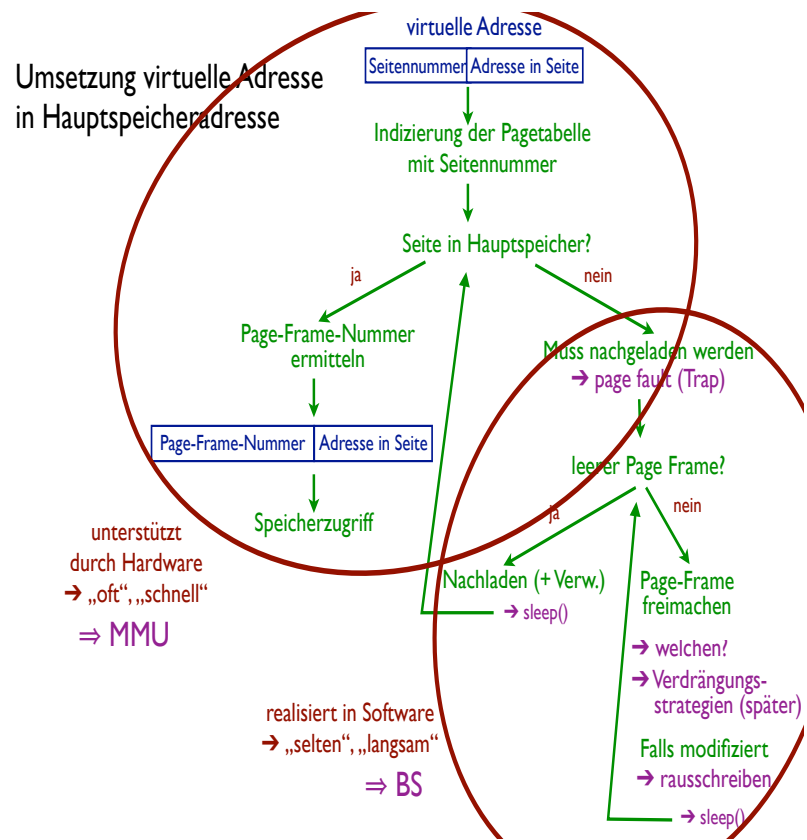 virtuelle Adresse
Umsetzung virtuelle Adresse
in Hauptspeicheradresse
Seitennummer
Adresse in Seite
Indizierung der Pagetabelle
mit Seitennummer
Seite in Hauptspeicher?
ja
nein
Page-Frame-Nummer
ermitteln
Muss nachgeladen werden
➔ page fault (Trap)
Page-Frame-Nummer
Adresse in Seite
leerer Page Frame?
Speicherzugriff
ja
nein
unterstützt
durch Hardware
➔ „oft“, „schnell“
⇒ MMU
Nachladen (+ Verw.)
➔ sleep()
Page-Frame
freimachen
➔ welchen?
➔ Verdrängungs-
strategien (später)
realisiert in Software
➔ „selten“, „langsam“
⇒ BS
Falls modifiziert
➔ rausschreiben
➔ sleep()